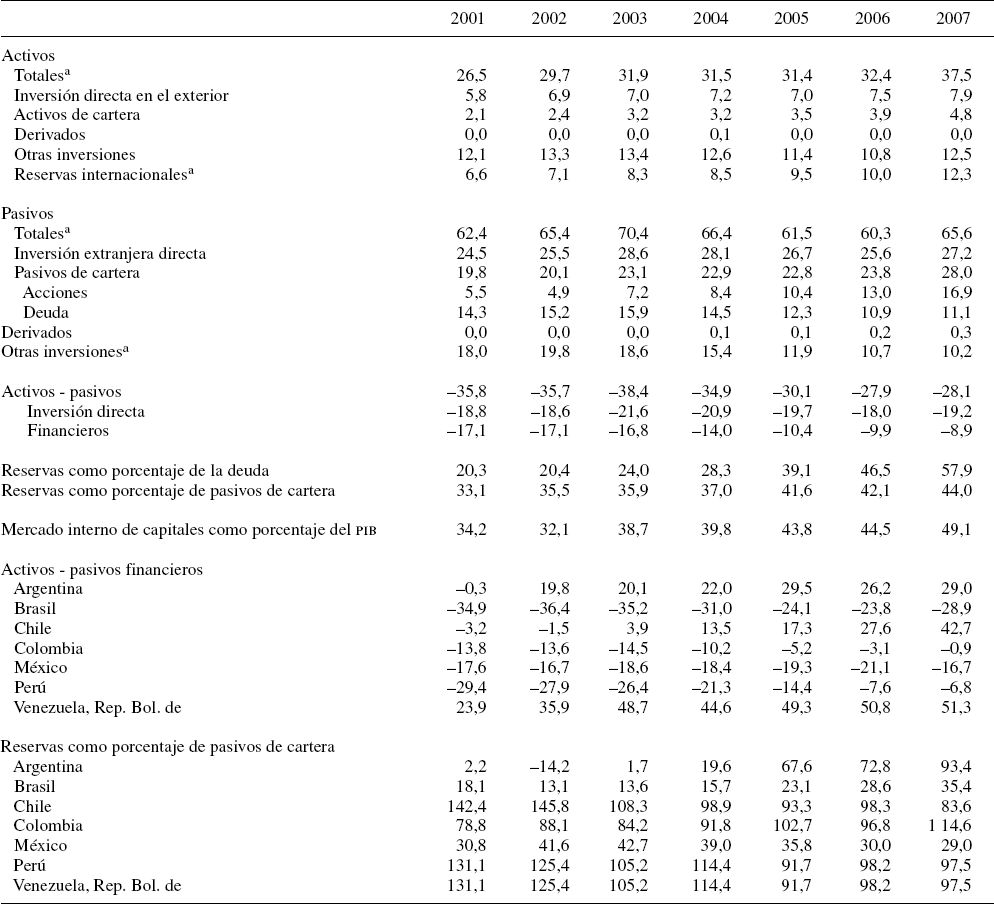 2001 2002 2003 2004 2005 2006 2007
Activos
Totalesª 26,5 29,7 31,9 31,5 31,4 32,4 37,5
Inversión directa en el exterior 5,8 6,9 7,0 7,2 7,0 7,5 7,9
Activos de cartera 2,1 2,4 3,2 3,2 3,5 3,9 4,8
Derivados 0,0 0,0 0,0 0,1 0,0 0,0 0,0
Otras inversiones 12,1 13,3 13,4 12,6 11,4 10,8 12,5
Reservas internacionalesª 6,6 7,1 8,3 8,5 9,5 10,0 12,3
Pasivos
Totalesª 62,4 65,4 70,4 66,4 61,5 60,3 65,6
Inversión extranjera directa 24,5 25,5 28,6 28,1 26,7 25,6 27,2
Pasivos de cartera 19,8 20,1 23,1 22,9 22,8 23,8 28,0
Acciones 5,5 4,9 7,2 8,4 10,4 13,0 16,9
Deuda 14,3 15,2 15,9 14,5 12,3 10,9 11,1
Derivados 0,0 0,0 0,0 0,1 0,1 0,2 0,3
Otras inversionesª 18,0 19,8 18,6 15,4 11,9 10,7 10,2
Activos - pasivos –35,8 –35,7 –38,4 –34,9 –30,1 –27,9 –28,1
Inversión directa –18,8 –18,6 –21,6 –20,9 –19,7 –18,0 –19,2
Financieros –17,1 –17,1 –16,8 –14,0 –10,4 –9,9 –8,9
Reservas como porcentaje de la deuda 20,3 20,4 24,0 28,3 39,1 46,5 57,9
Reservas como porcentaje de pasivos de cartera 33,1 35,5 35,9 37,0 41,6 42,1 44,0
Mercado interno de capitales como porcentaje del PIB 34,2 32,1 38,7 39,8 43,8 44,5 49,1
Activos - pasivos financieros
Argentina –0,3 19,8 20,1 22,0 29,5 26,2 29,0
Brasil –34,9 –36,4 –35,2 –31,0 –24,1 –23,8 –28,9
Chile –3,2 –1,5 3,9 13,5 17,3 27,6 42,7
Colombia –13,8 –13,6 –14,5 –10,2 –5,2 –3,1 –0,9
México –17,6 –16,7 –18,6 –18,4 –19,3 –21,1 –16,7
Perú –29,4 –27,9 –26,4 –21,3 –14,4 –7,6 –6,8
Venezuela, Rep. Bol. de 23,9 35,9 48,7 44,6 49,3 50,8 51,3
Reservas como porcentaje de pasivos de cartera
Argentina 2,2 –14,2 1,7 19,6 67,6 72,8 93,4
Brasil 18,1 13,1 13,6 15,7 23,1 28,6 35,4
Chile 142,4 145,8 108,3 98,9 93,3 98,3 83,6
Colombia 78,8 88,1 84,2 91,8 102,7 96,8 1 14,6
México 30,8 41,6 42,7 39,0 35,8 30,0 29,0
Perú 131,1 125,4 105,2 114,4 91,7 98,2 97,5
Venezuela, Rep. Bol. de 131,1 125,4 105,2 114,4 91,7 98,2 97,5